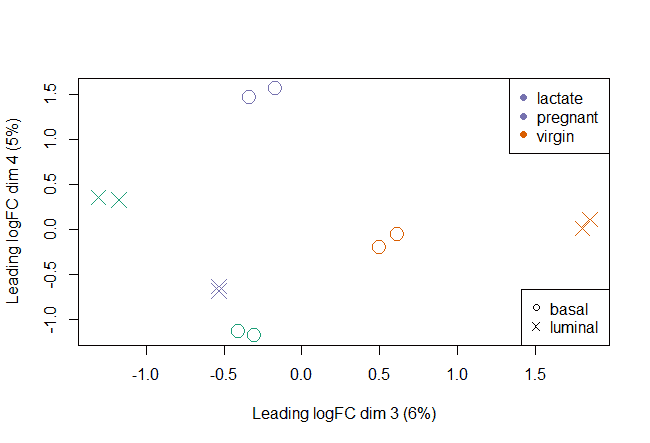 lactate
pregnant
virgin
basal
luminal
1.5
1.0
0.5
0.0
-0.5
-1.0
Leading logFC dim 4 (5%)
-1.0 -0.5 0.0 0.5 1.0 1.5
Leading logFC dim 3 (6%)